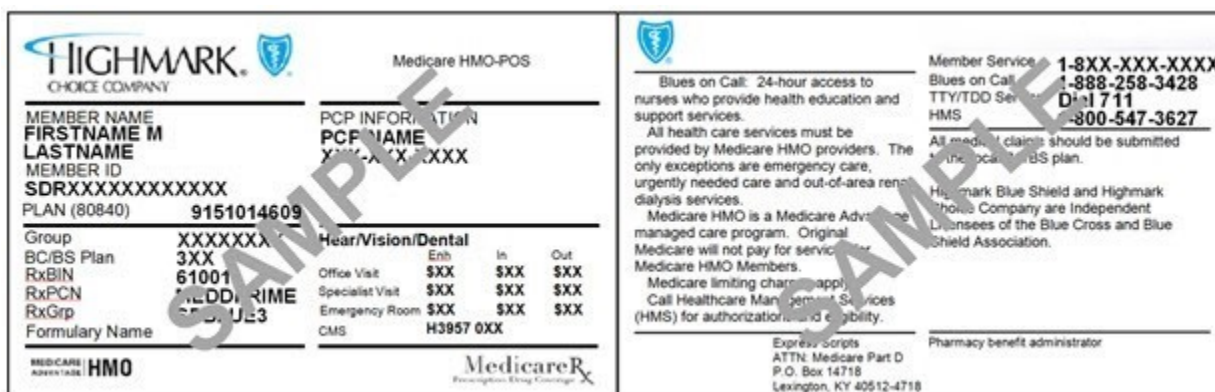 HIGHMARK®
CHOICE COMPANY
Medicare HMO-POS
MEMBER NAME
FIRSTNAME M
LASTNAME
MEMBER ID
SDRXXXXXXXXXXXX
PLAN (80840) 9151014609
PCP NAME
Group XXXXXXX
BC/BS Plan 3XX
RxBIN 61001
RxPCN
RxGrp
Formulary Name
Hear/Vision/Dental
Enh In Out
Office Visit $XX $XX $XX
Specialist Visit $XX $XX $XX
Emergency Room $XX $XX $XX
CMS H3957 0XX
MEDICARE ADVANTAGE HMO
MedicareRx
Prescription Drug Coverage
SAMPLE
Blues on Call: 24-hour access to
nurses who provide health education and
support services.
All health care services must be
provided by Medicare HMO providers. The
only exceptions are emergency care,
urgently needed care and out-of-area renal
dialysis services.
Medicare HMO is a Medicare Advantage
managed care program. Original
Medicare will not pay for services for
Medicare HMO Members.
Medicare limiting charges apply
Call Healthcare Management Services
(HMS) for authorizations and eligibility.
Express Scripts
ATTN: Medicare Part D
P.O. Box 14718
Lexington, KY 40512-4718
Member Service 1-8XX-XXX-XXXX
Blues on Call 1-888-258-3428
TTY/TDD Dial 711
HMS -800-547-3627
All medical claims should be submitted
to the local BS plan.
Highmark Blue Shield and Highmark
Choice Company are Independent
Licensees of the Blue Cross and Blue
Shield Association.
Pharmacy benefit administrator
SAMPLE